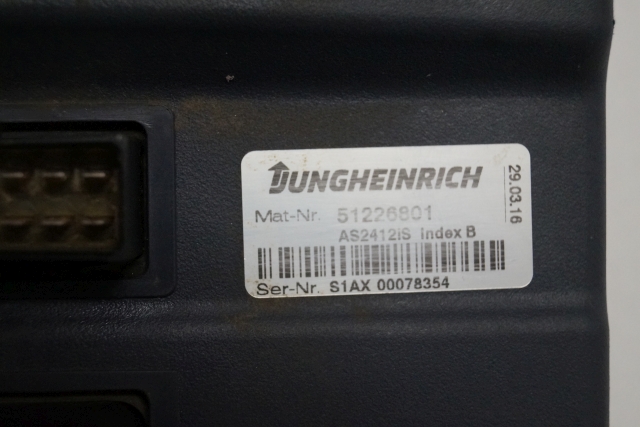 JUNGHEINRICH
Mat-Nr. 51226801
AS2412iS Index B
Ser-Nr. S1AX 00078354
29.03.16